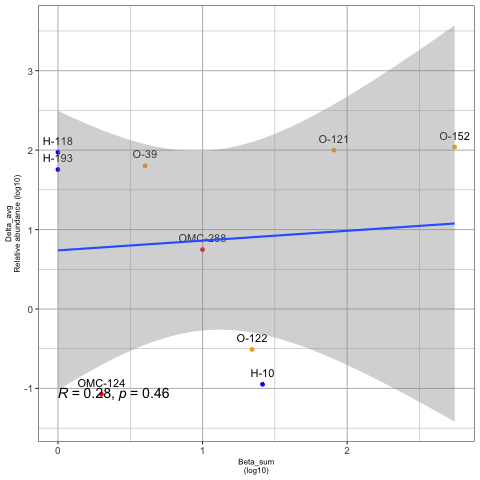 3
2
1
0
-1
Delta_avg
Relative abundance (log10)
H-118
H-193
O-39
O-121
O-152
OMC-288
O-122
H-10
OMC-124
R = 0.28, p = 0.46
0
1
2
Beta_sum
(log10)